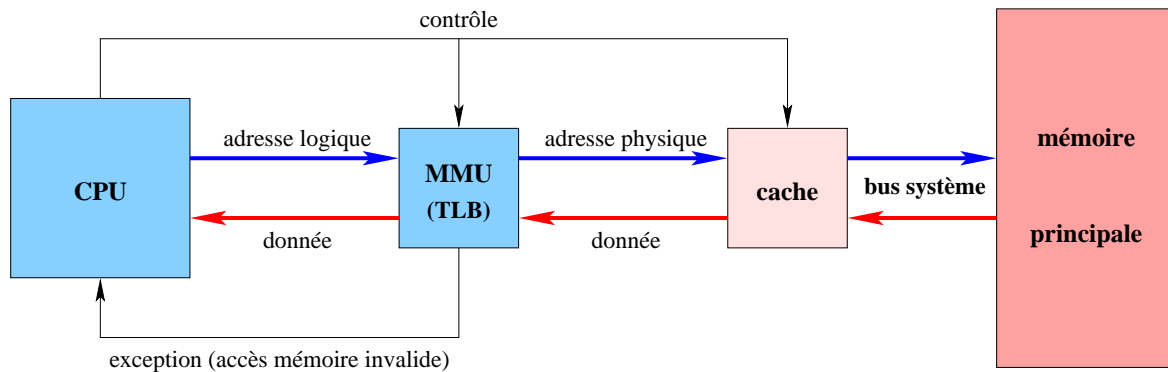 contrôle
adresse logique
adresse physique
CPU
MMU
(TLB)
cache
bus système
mémoire
principale
donnée
donnée
exception (accès mémoire invalide)